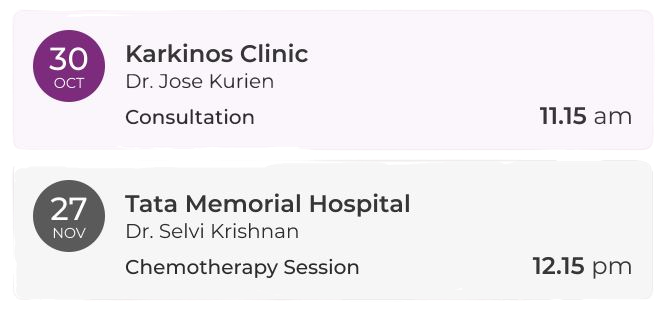 30
OCT
Karkinos Clinic
Dr. Jose Kurien
Consultation
11.15 am
27
NOV
Tata Memorial Hospital
Dr. Selvi Krishnan
Chemotherapy Session
12.15 pm